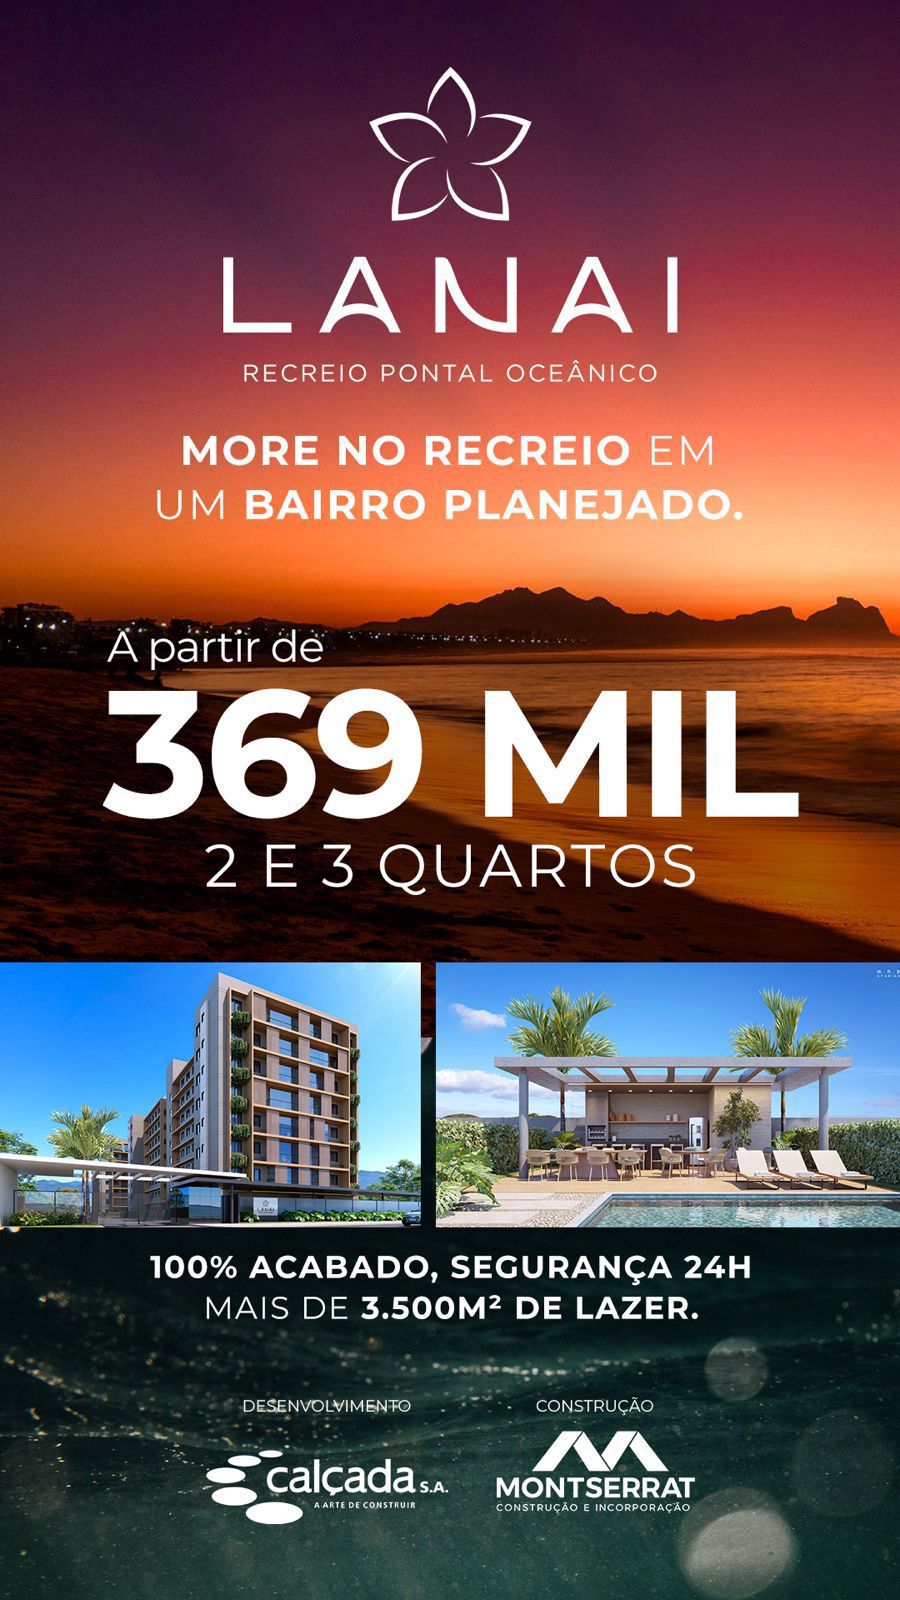 LANAI
RECREIO PONTAL OCEÂNICO
MORE NO RECREIO EM
UM BAIRRO PLANEJADO.
A partir de
369 MIL
2 E 3 QUARTOS
LANAI
100% ACABADO, SEGURANÇA 24H
MAIS DE 3.500M² DE LAZER.
DESENVOLVIMENTO
calçada S.A.
A ARTE DE CONSTRUIR
CONSTRUÇÃO
MONTSERRAT
CONSTRUÇÃO E INCORPORAÇÃO